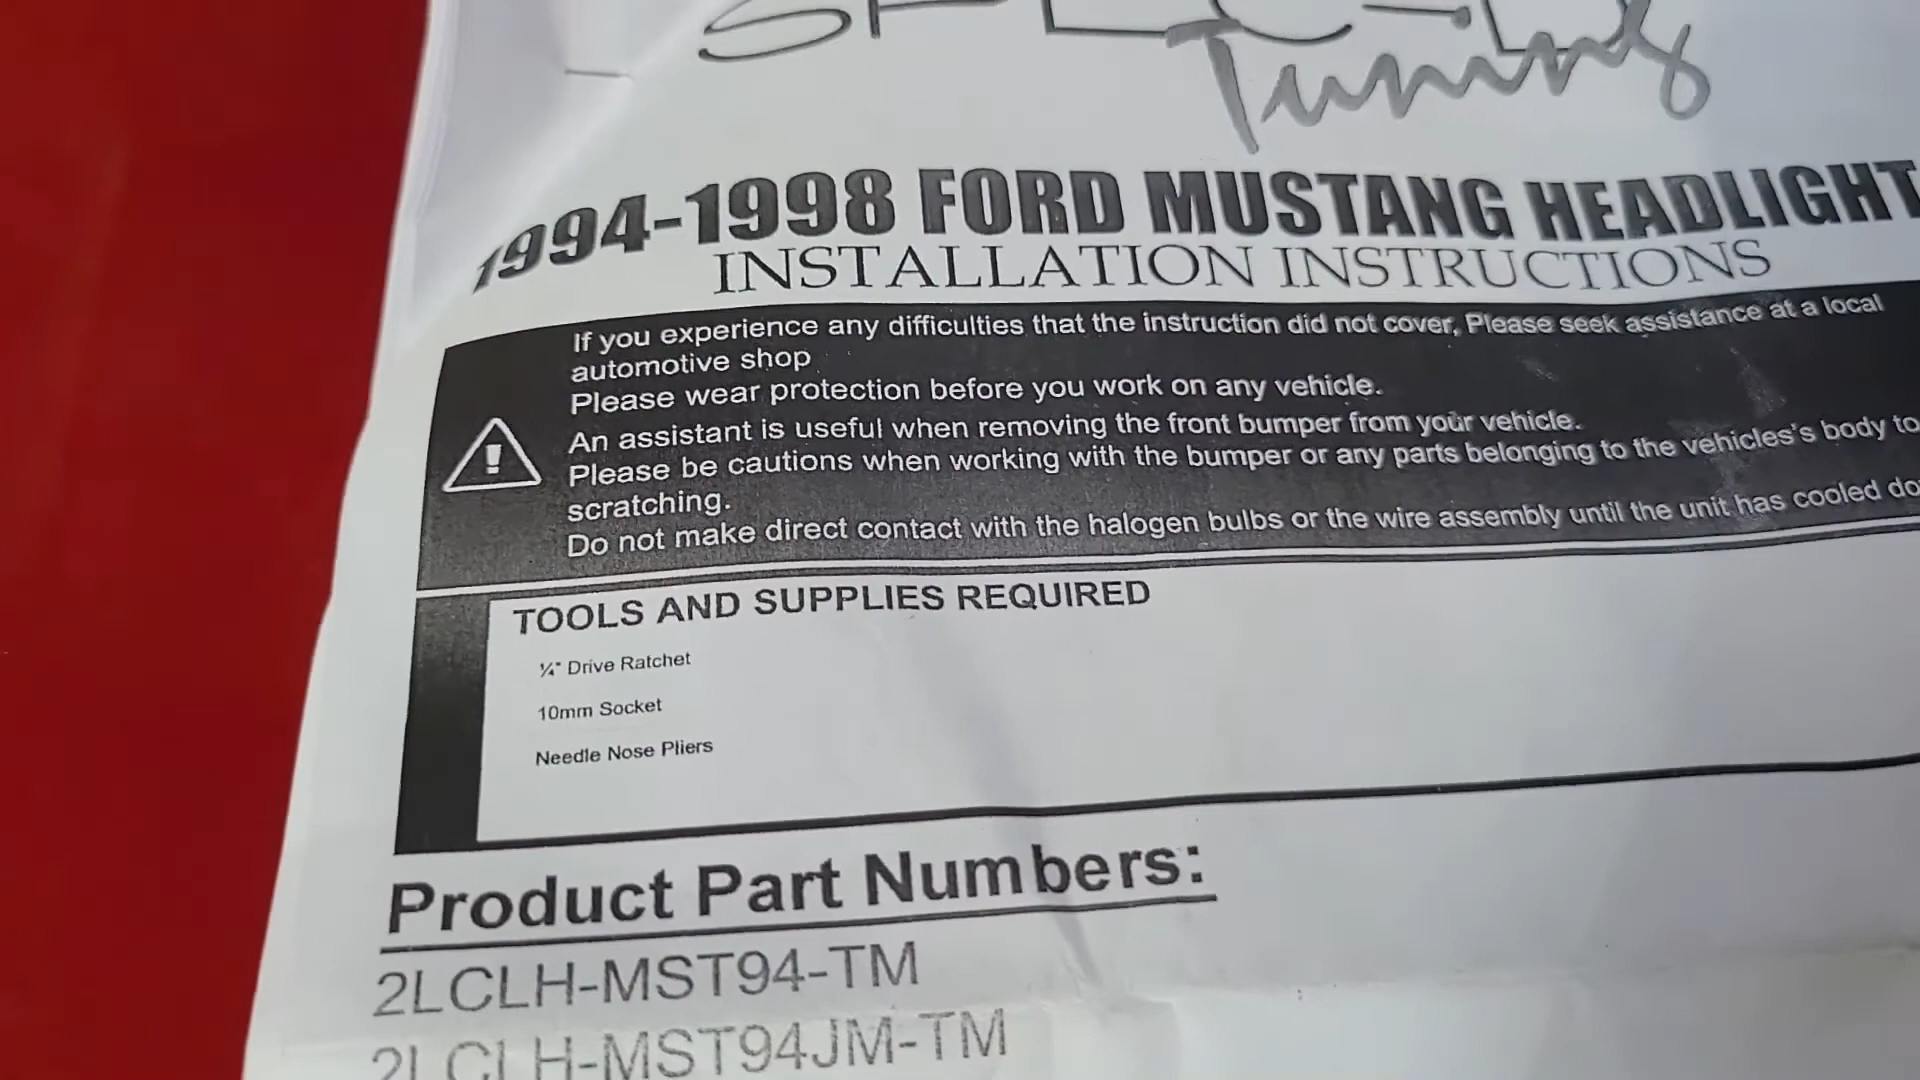 Tuning
1994-1998 FORD MUSTANG HEADLIGHT
INSTALLATION INSTRUCTIONS
If you experience any difficulties that the instruction did not cover, Please seek assistance at a local
automotive shop
Please wear protection before you work on any vehicle.
An assistant is useful when removing the front bumper from your vehicle.
Please be cautions when working with the bumper or any parts belonging to the vehicles's body to
scratching.
Do not make direct contact with the halogen bulbs or the wire assembly until the unit has cooled
TOOLS AND SUPPLIES REQUIRED
¼" Drive Ratchet
10mm Socket
Needle Nose Pliers
Product Part Numbers:
2LCLH-MST94-TM
2LCLH-MST94JM-TM